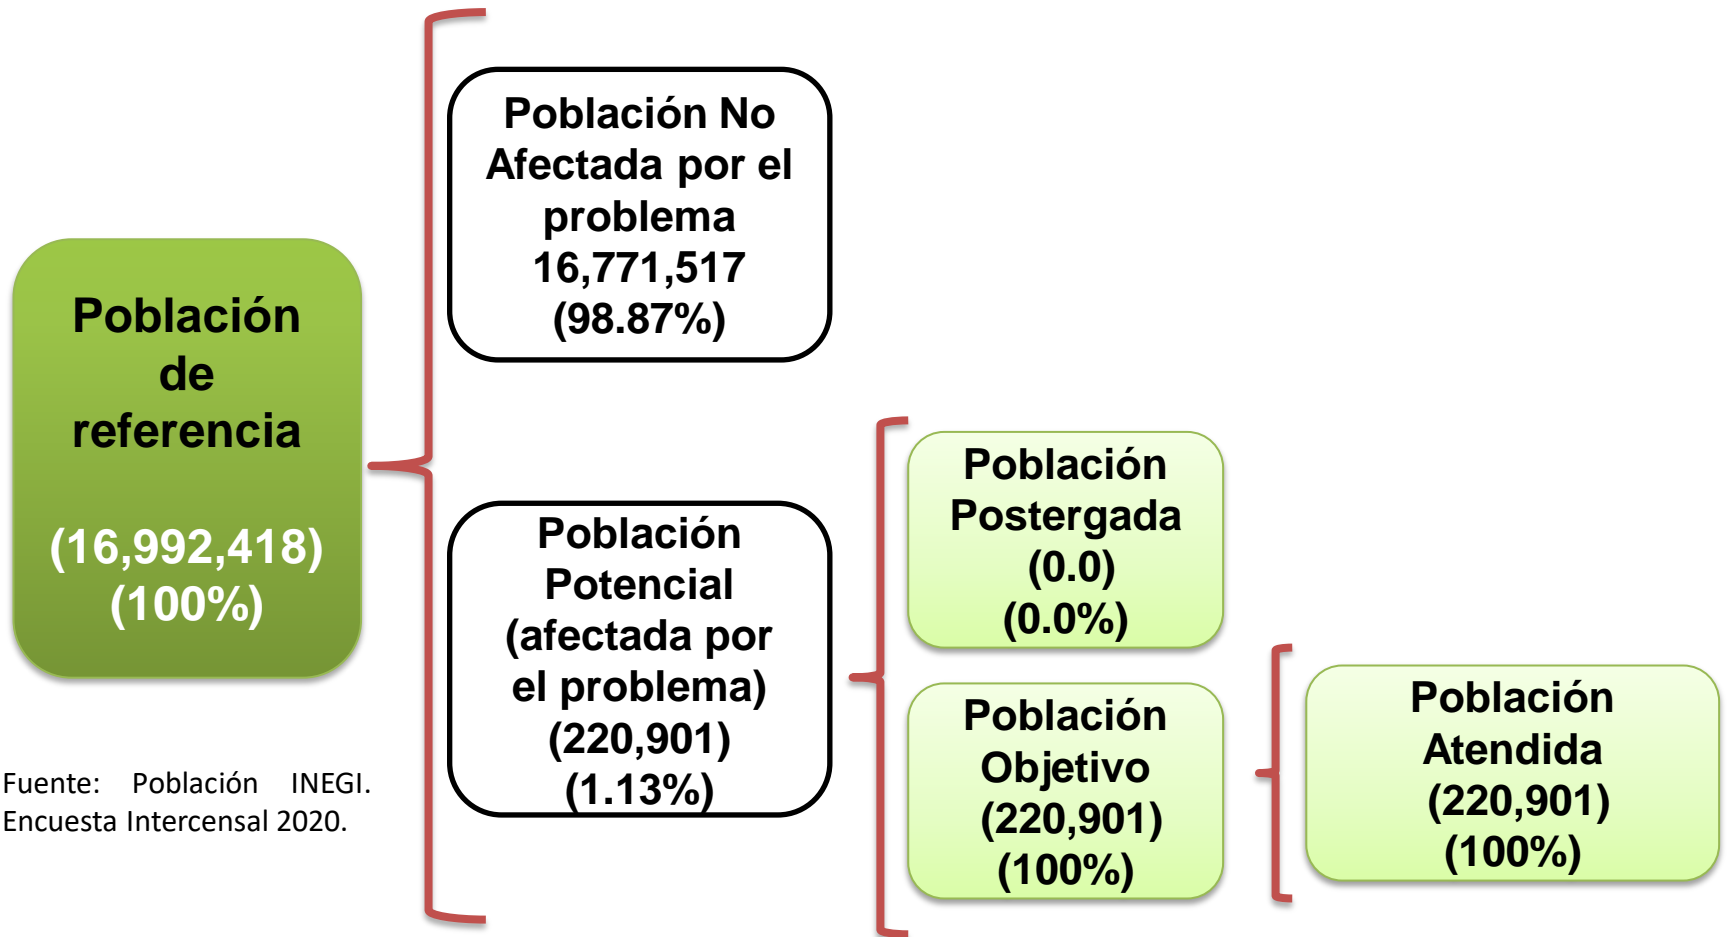 Población
de
referencia
(16,992,418)
(100%)
Fuente: Población INEGI.
Encuesta Intercensal 2020.
Población No
Afectada por el
problema
16,771,517
(98.87%)
Población
Potencial
(afectada por
el problema)
(220,901)
(1.13%)
Población
Postergada
(0.0)
(0.0%)
Población
Objetivo
(220,901)
(100%)
Población
Atendida
(220,901)
(100%)